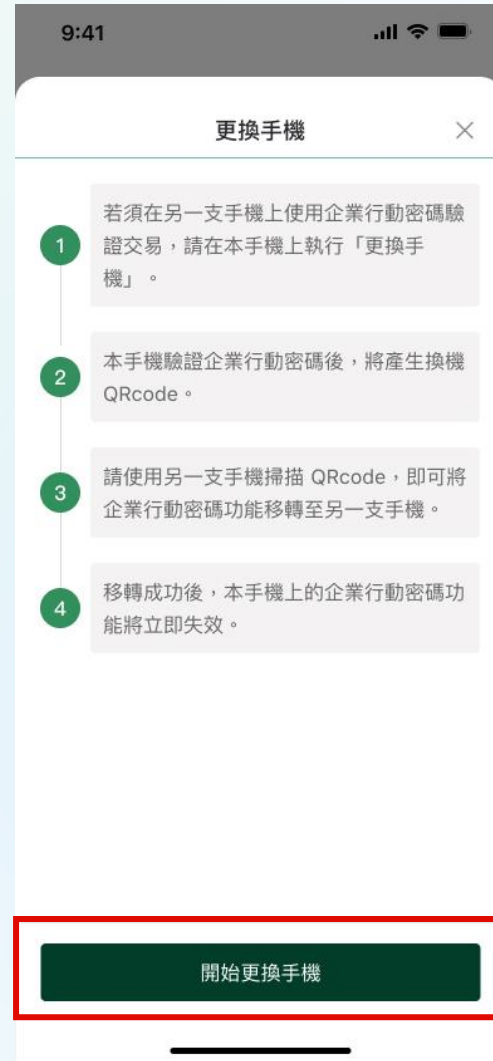 9:41
更換手機
1
若須在另一支手機上使用企業行動密碼驗
證交易，請在本手機上執行「更換手
機」。
2
本手機驗證企業行動密碼後，將產生換機
QRcode。
3
請使用另一支手機掃描 QRcode，即可將
企業行動密碼功能移轉至另一支手機。
4
移轉成功後，本手機上的企業行動密碼功
能將立即失效。
開始更換手機